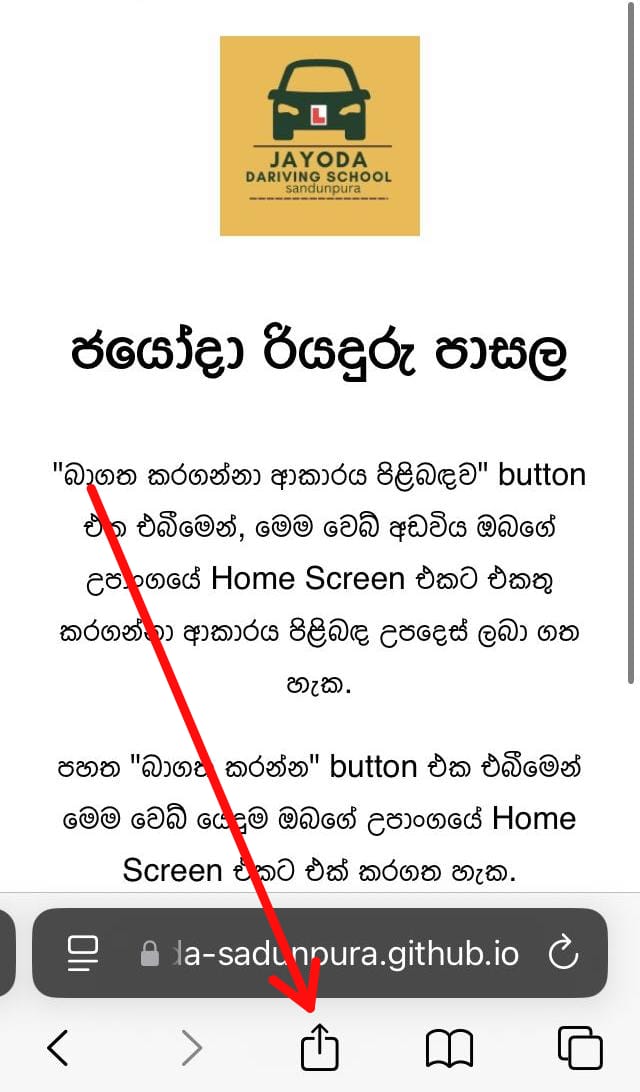 L
JAYODA
DARIVING SCHOOL
sandunpura
ජයෝදා රියදුරු පාසල
"බාගත කරගන්නා ආකාරය පිළිබඳව" button
එක එබීමෙන්, මෙම වෙබ් අඩවිය ඔබගේ
උපාංගයේ Home Screen එකට එකතු
කරගන්නා ආකාරය පිළිබඳ උපදෙස් ලබා ගත
හැක.
පහත "බාගත කරන්න" button එක එබීමෙන්
මෙම වෙබ් යෙදුම ඔබගේ උපාංගයේ Home
Screen එකට එක් කරගත හැක.
da-sadunpura.github.io